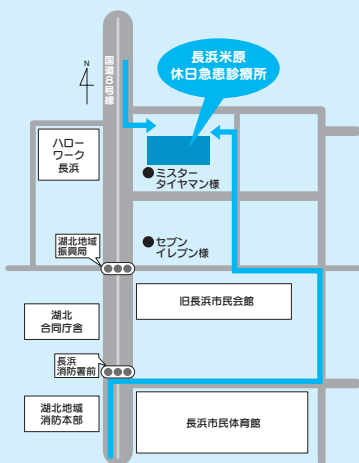 長浜米原
休日急患診療所
N
国道8号線
ハロー
ワーク
長浜
ミスター
タイヤマン様
湖北地域
振興局
セブン
イレブン様
旧長浜市民会館
湖北
合同庁舎
長浜
消防署前
湖北地域
消防本部
長浜市民体育館